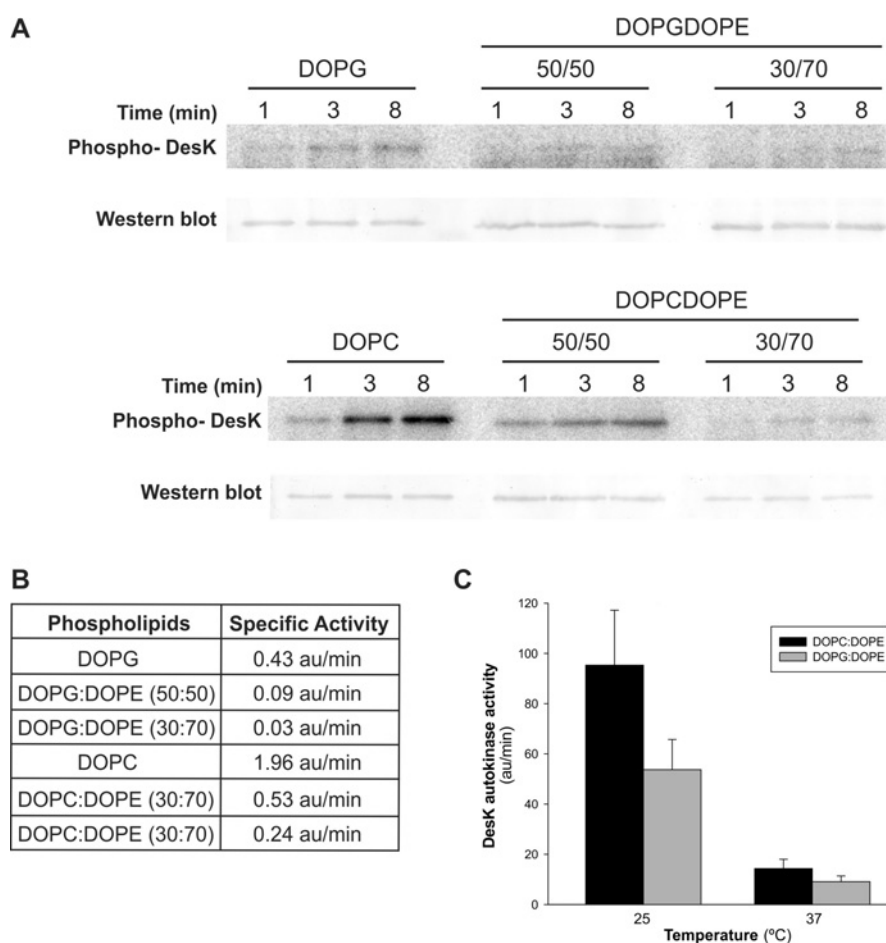 A
DOPGDOPE
DOPG 50/50 30/70
Time (min) 1 3 8 1 3 8 1 3 8
Phospho- DesK
Western blot
DOPCDOPE
DOPC 50/50 30/70
Time (min) 1 3 8 1 3 8 1 3 8
Phospho- DesK
Western blot
B
Phospholipids Specific Activity
DOPG 0.43 au/min
DOPG:DOPE (50:50) 0.09 au/min
DOPG:DOPE (30:70) 0.03 au/min
DOPC 1.96 au/min
DOPC:DOPE (30:70) 0.53 au/min
DOPC:DOPE (30:70) 0.24 au/min
C
DesK autokinase activity
(au/min)
120
100
80
60
40
20
0
DOPC:DOPE
DOPG:DOPE
25 37
Temperature (ºC)